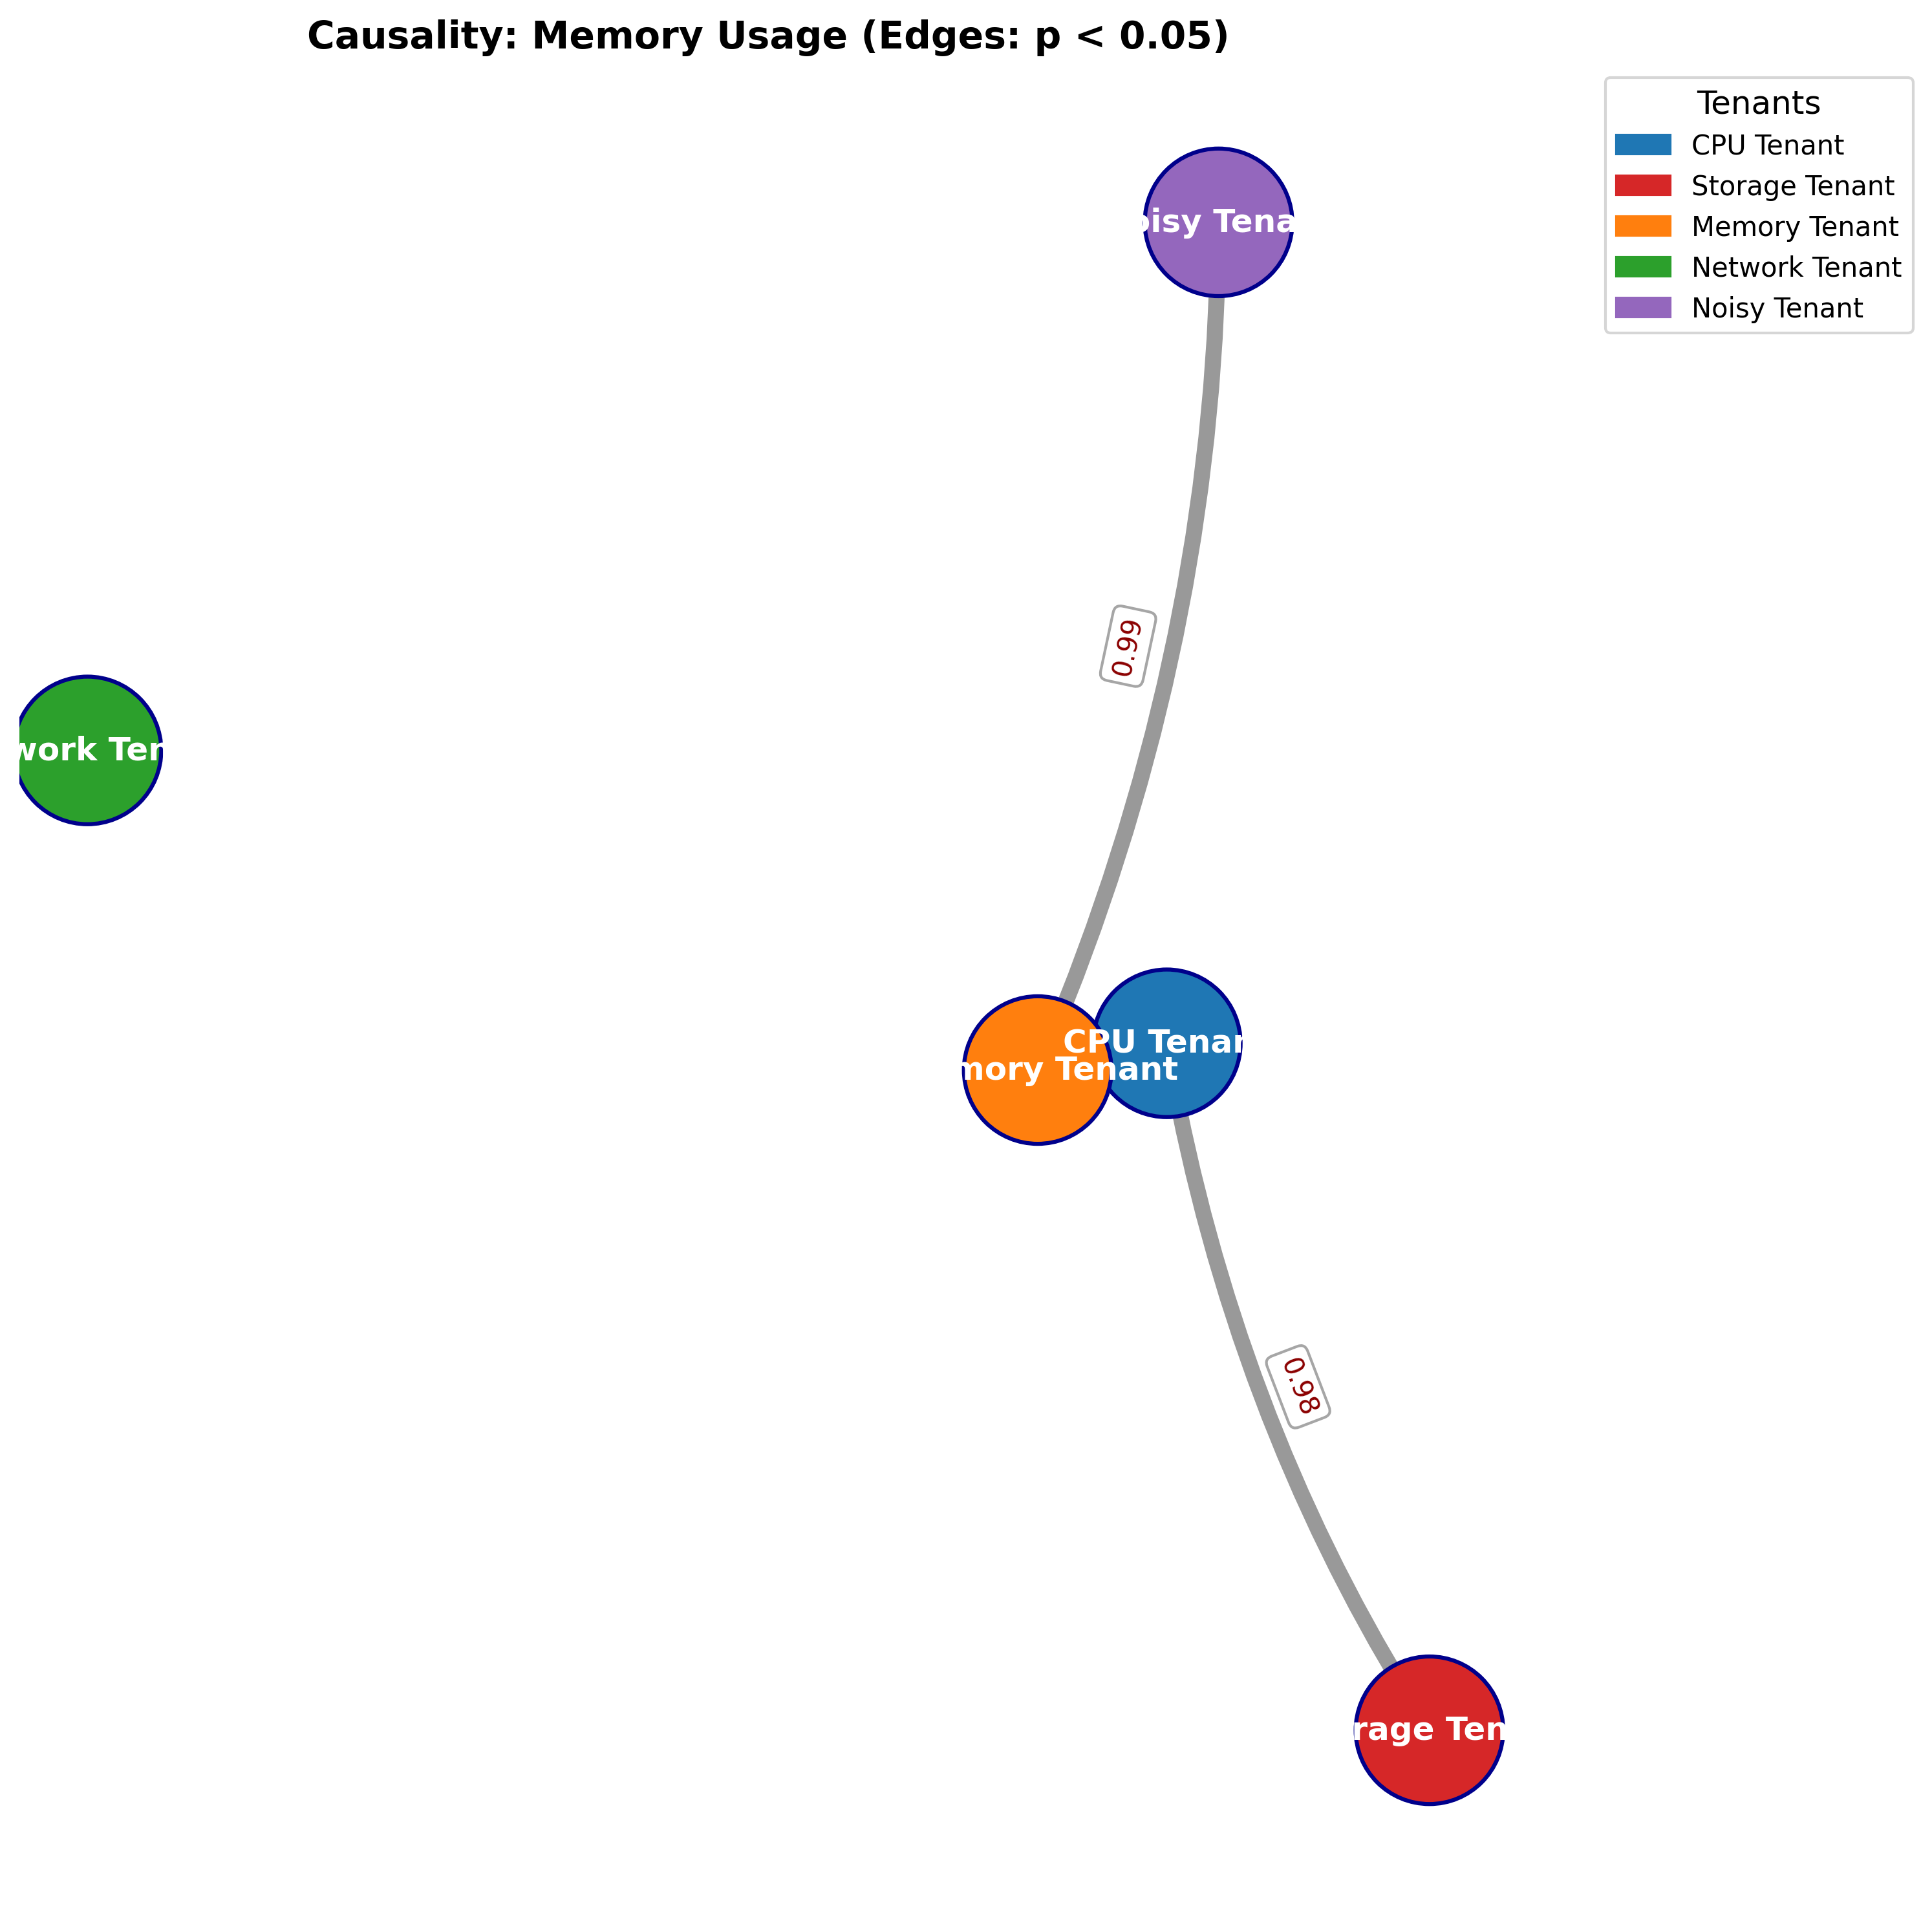 Causality: Memory Usage (Edges: p < 0.05)
Tenants
CPU Tenant
Storage Tenant
Memory Tenant
Network Tenant
Noisy Tenant
oisy Tena
0.99
work Ten
CPU Tenan
mory Tenant
0.98
rage Ten